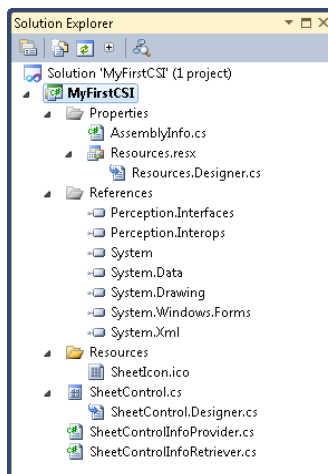 Solution Explorer
Solution 'MyFirstCSI' (1 project)
MyFirstCSI
Properties
AssemblyInfo.cs
Resources.resx
Resources.Designer.cs
References
Perception.Interfaces
Perception.Interops
System
System.Data
System.Drawing
System.Windows.Forms
System.Xml
Resources
SheetIcon.ico
SheetControl.cs
SheetControl.Designer.cs
SheetControlInfoProvider.cs
SheetControlInfoRetriever.cs